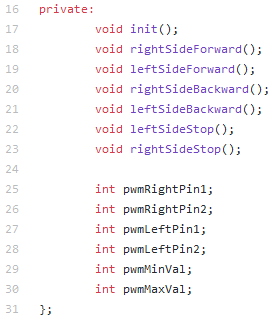 16 private:
17 void init();
18 void rightSideForward();
19 void leftSideForward();
20 void rightSideBackward();
21 void leftSideBackward();
22 void leftSideStop();
23 void rightSideStop();
24
25 int pwmRightPin1;
26 int pwmRightPin2;
27 int pwmLeftPin1;
28 int pwmLeftPin2;
29 int pwmMinVal;
30 int pwmMaxVal;
31 };